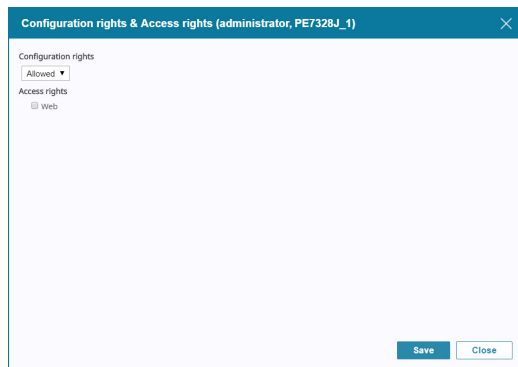 Configuration rights & Access rights (administrator, PE7328J_1)
Configuration rights
Allowed
Access rights
Web
Save Close